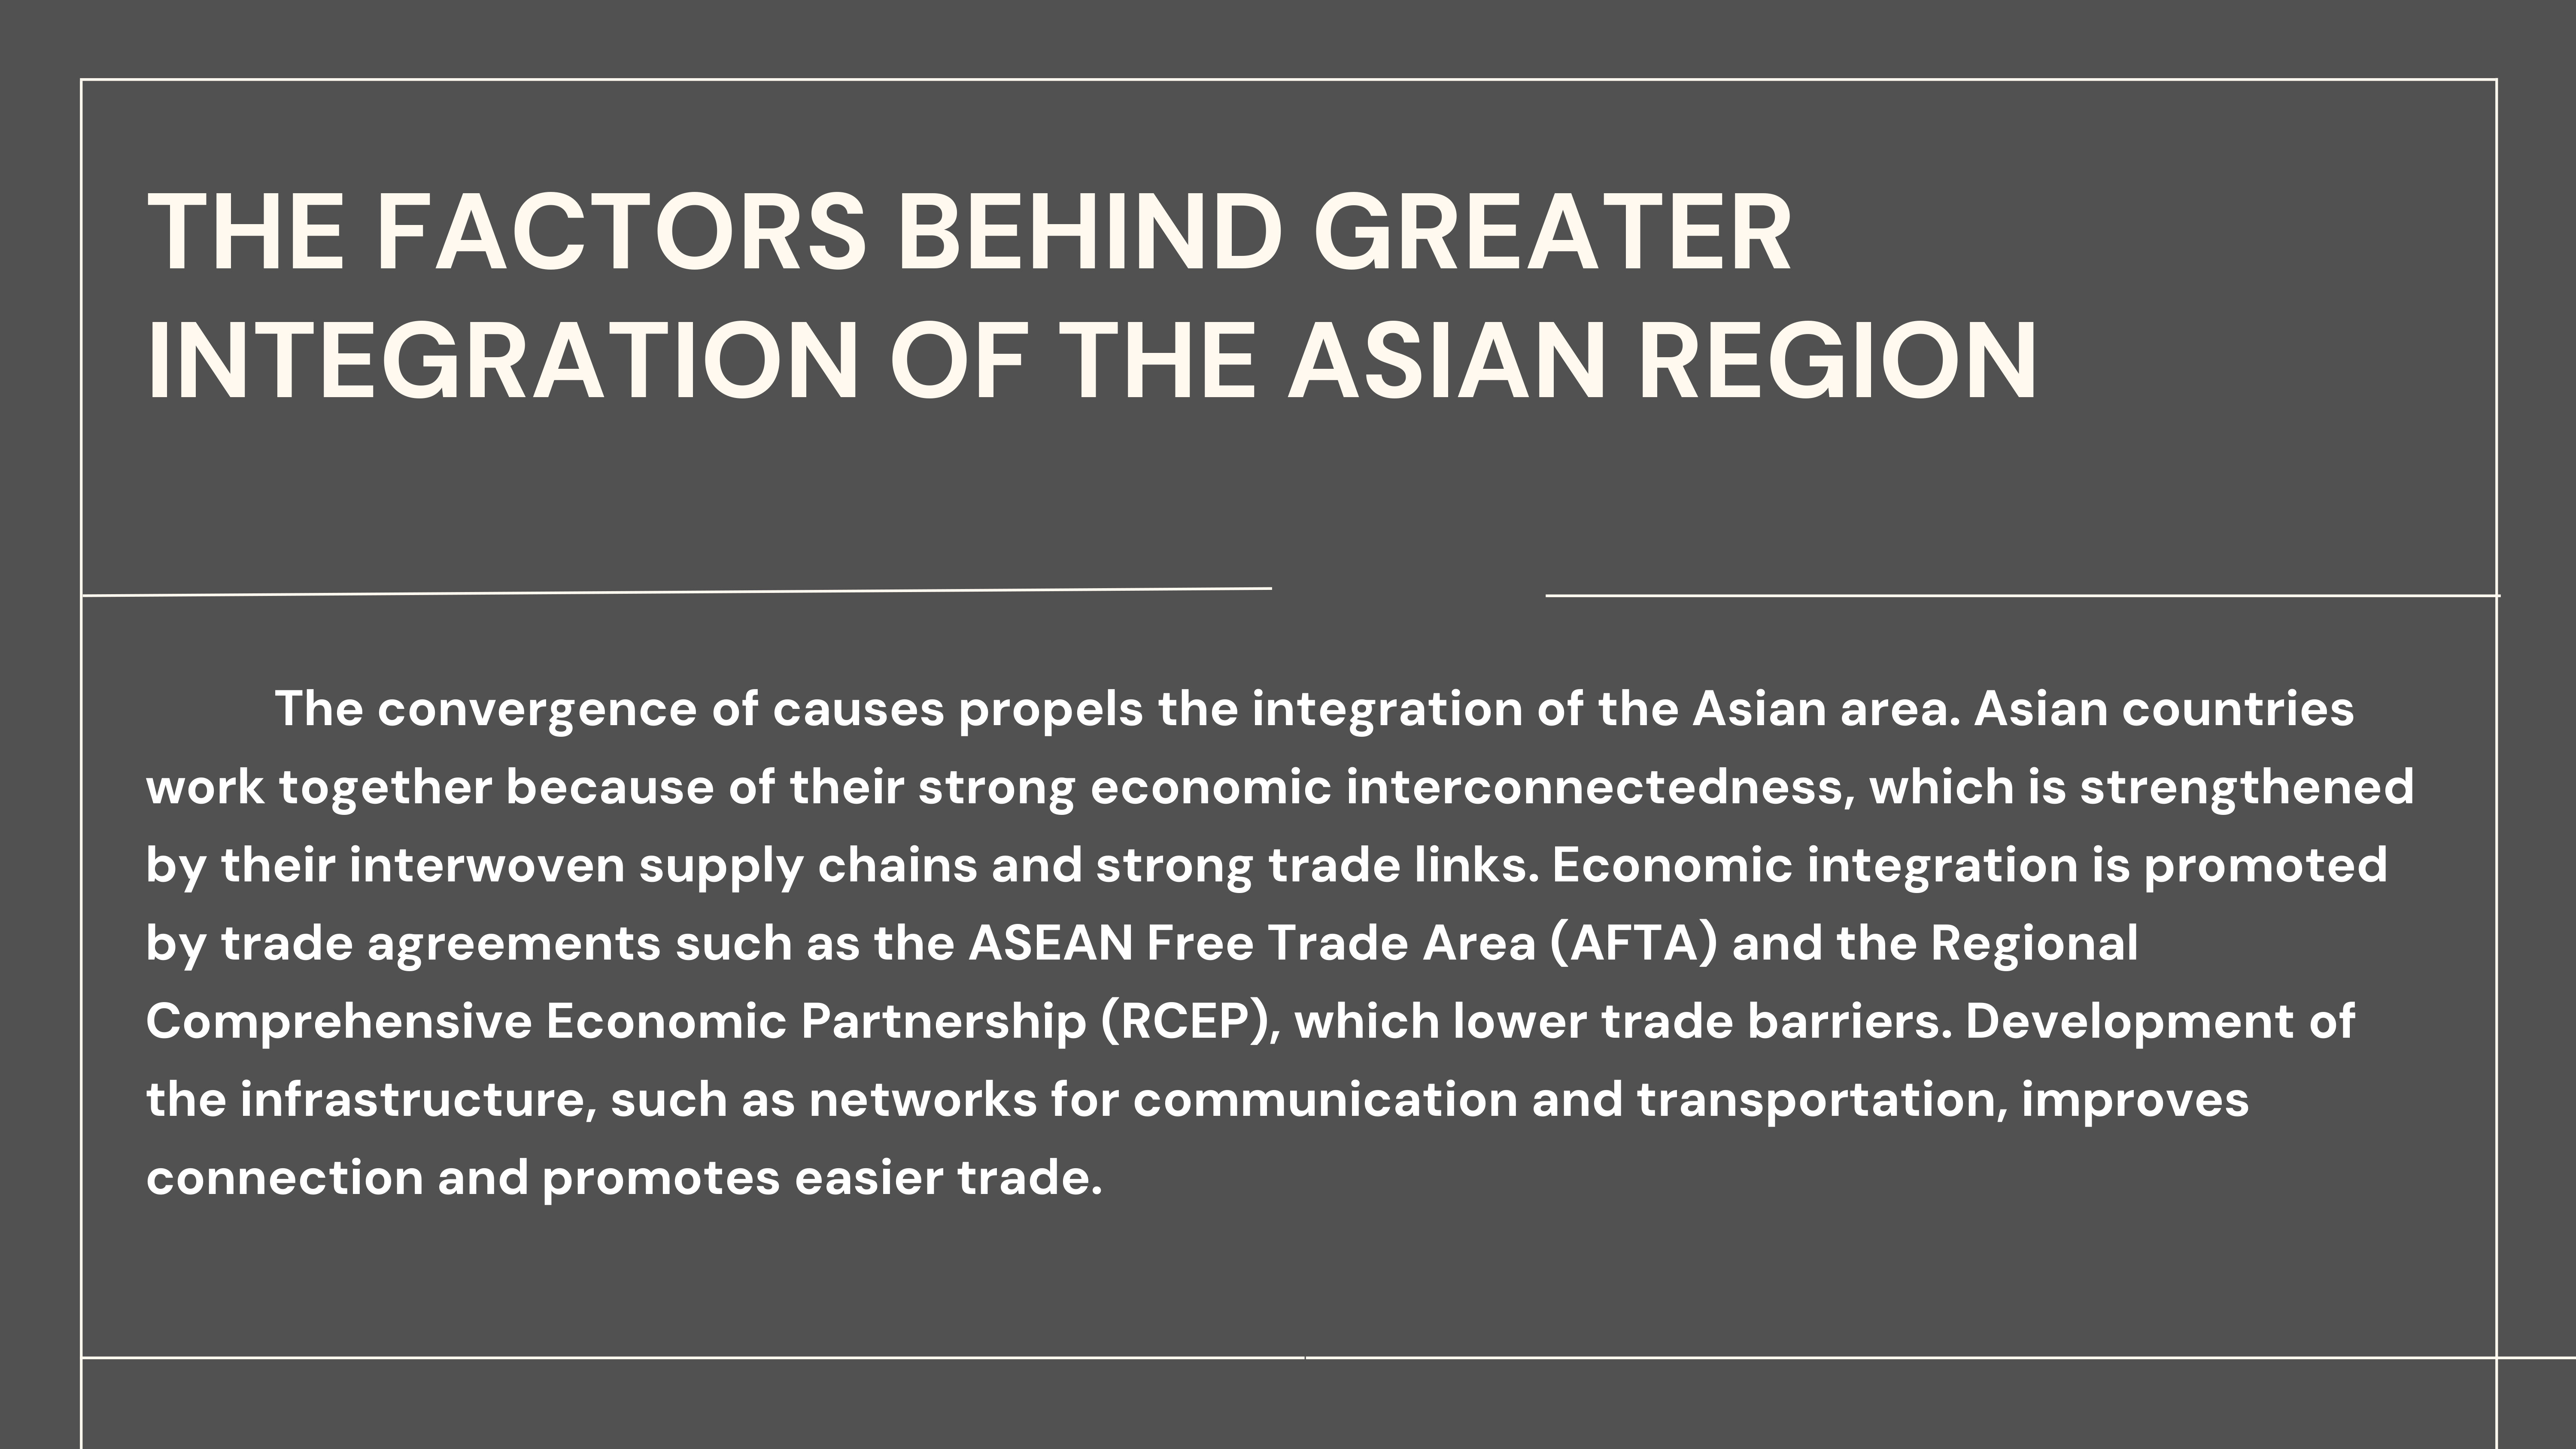 THE FACTORS BEHIND GREATER
INTEGRATION OF THE ASIAN REGION
The convergence of causes propels the integration of the Asian area. Asian countries
work together because of their strong economic interconnectedness, which is strengthened
by their interwoven supply chains and strong trade links. Economic integration is promoted
by trade agreements such as the ASEAN Free Trade Area (AFTA) and the Regional
Comprehensive Economic Partnership (RCEP), which lower trade barriers. Development of
the infrastructure, such as networks for communication and transportation, improves
connection and promotes easier trade.